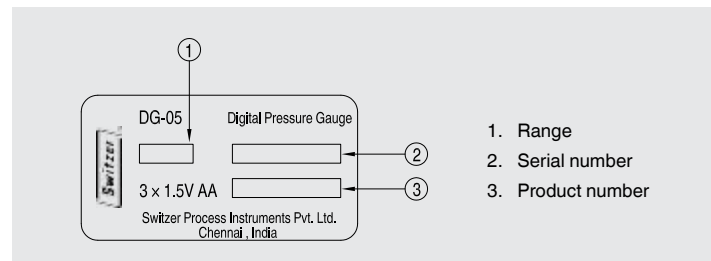 1
DG-05 Digital Pressure Gauge
Switzer
2
3 × 1.5V AA
3
Switzer Process Instruments Pvt. Ltd.
Chennai , India
1. Range
2. Serial number
3. Product number